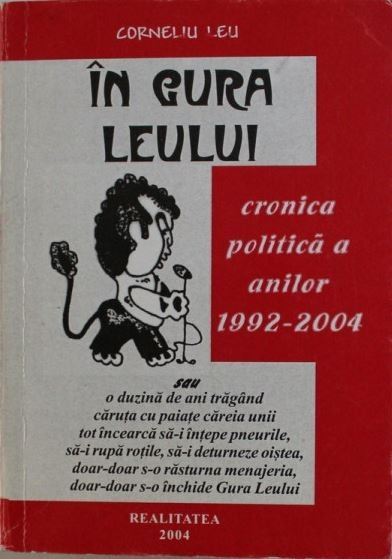 CORNELIU LEU
ÎN GURA
LEULUI
cronica
politică a
anilor
1992-2004
sau
o duzină de ani trăgând
căruța cu paiațe căreia unii
tot încearcă să-i înțepe pneurile,
să-i rupă roțile, să-i deturneze oiștea,
doar-doar s-o răsturna menajeria,
doar-doar s-o închide Gura Leului
REALITATEA
2004